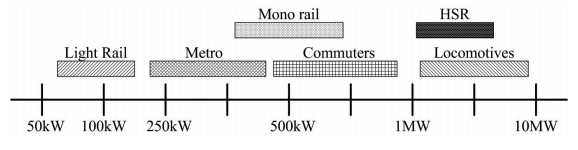 Mono rail HSR
Light Rail Metro Commuters Locomotives
50kW 100kW 250kW 500kW 1MW 10MW